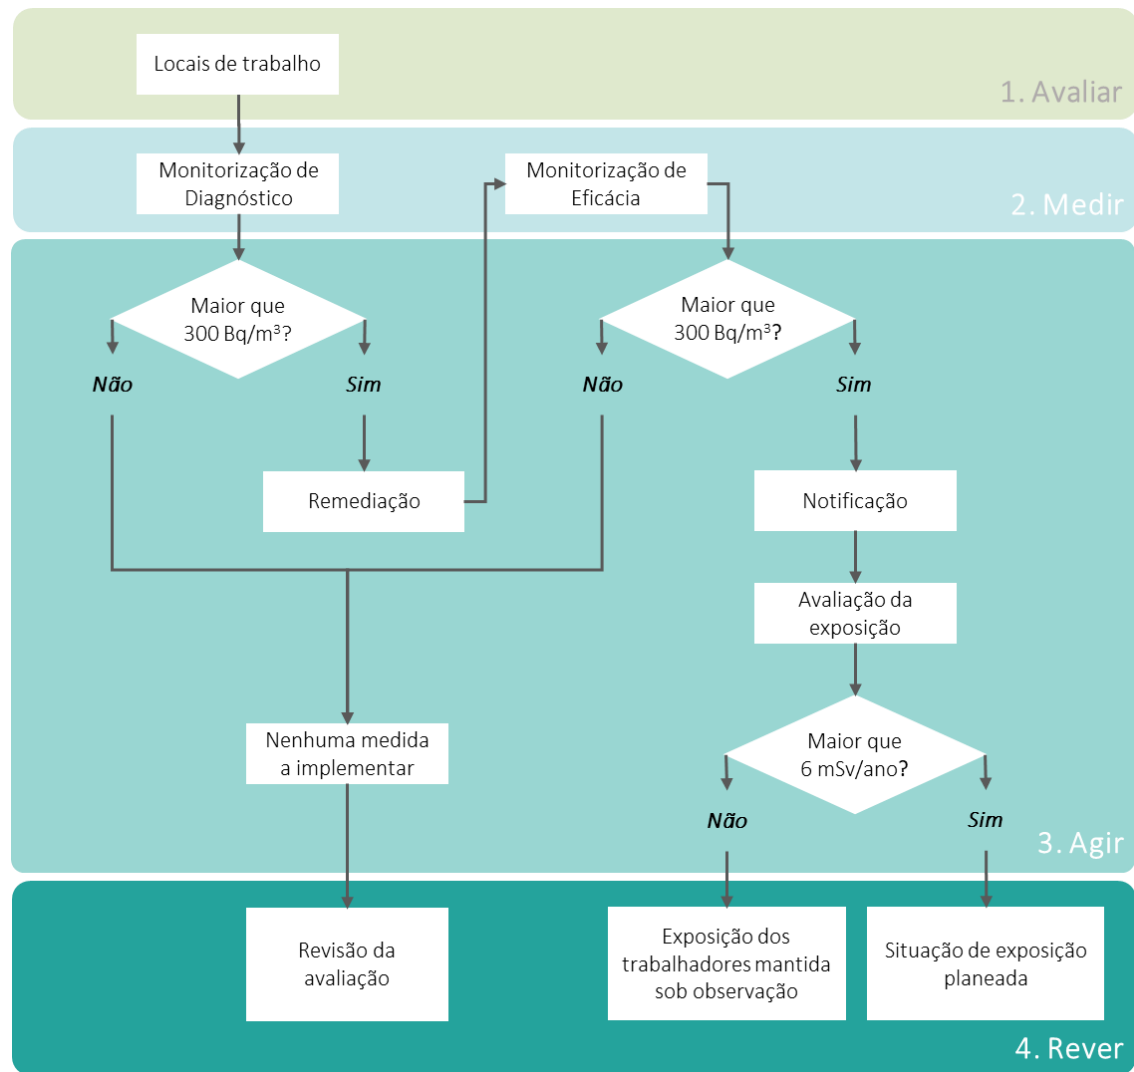 Locais de trabalho
1. Avaliar
Monitorização de
Diagnóstico
Monitorização de
Eficácia
2. Medir
Maior que
300 Bq/m³?
Maior que
300 Bq/m³?
Não
Sim
Não
Sim
Remediação
Notificação
Avaliação da
exposição
Nenhuma medida
a implementar
Maior que
6 mSv/ano?
Não
Sim
3. Agir
Revisão da
avaliação
Exposição dos
trabalhadores mantida
sob observação
Situação de exposição
planeada
4. Rever